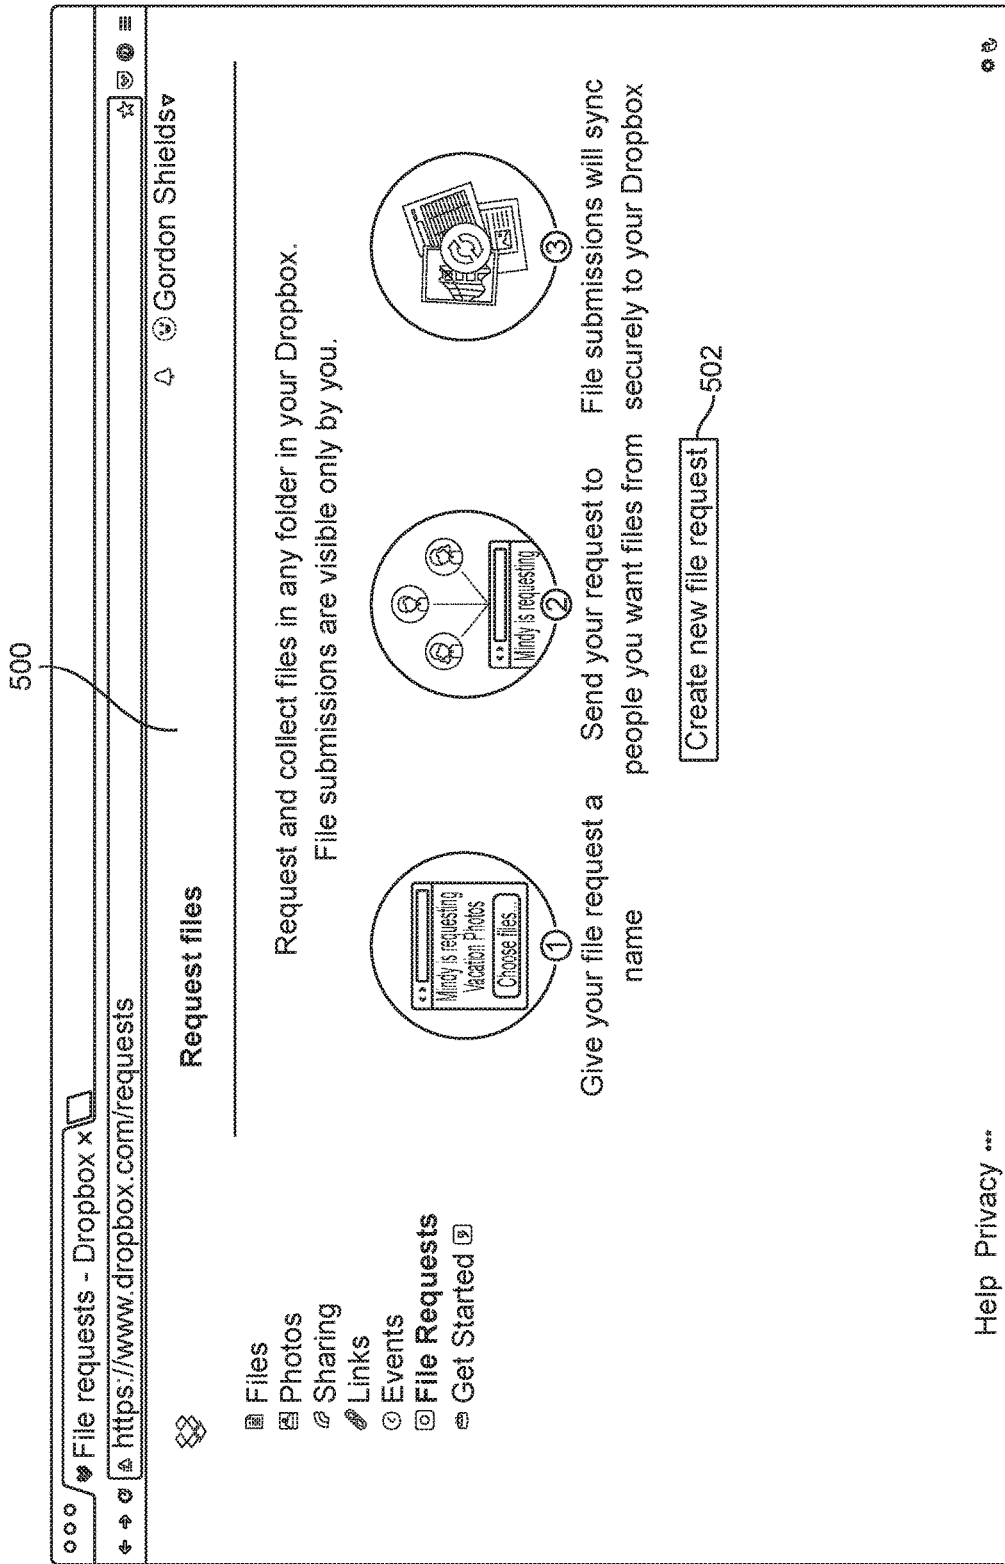 500
File requests - Dropbox x
https://www.dropbox.com/requests
Gordon Shields
Request files
Files
Photos
Sharing
Links
Events
File Requests
Get Started
Request and collect files in any folder in your Dropbox.
File submissions are visible only by you.
Mindy is requesting
Vacation Photos
Choose files...
1
Give your file request a
name
Mindy is requesting
2
Send your request to
people you want files from
3
File submissions will sync
securely to your Dropbox
Create new file request
502
Help Privacy •••